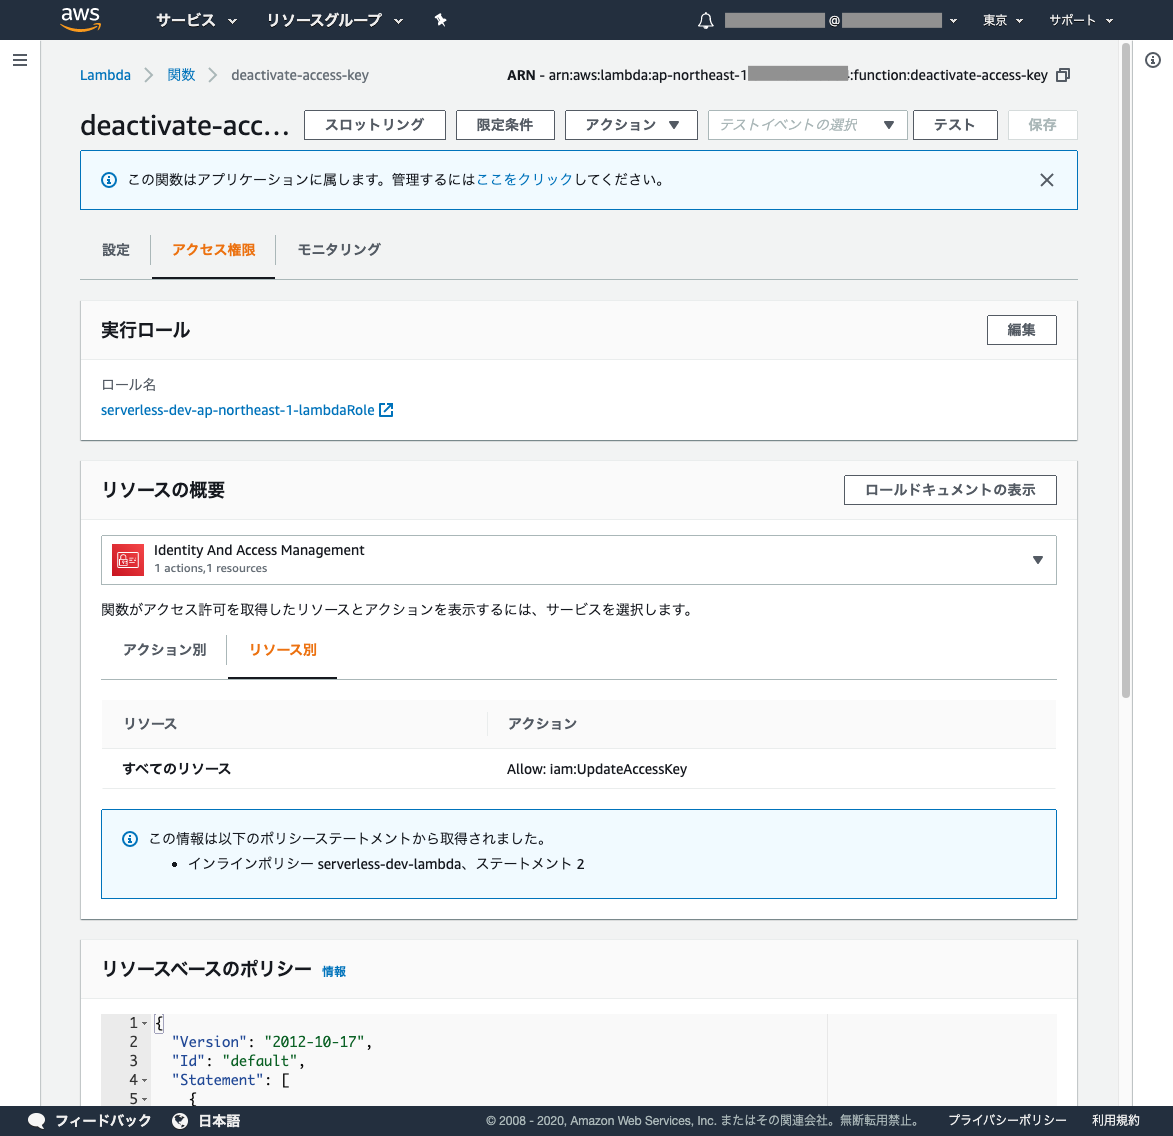 aws サービス リソースグループ @ 東京 サポート
Lambda 関数 deactivate-access-key ARN - arn:aws:lambda:ap-northeast-1 :function:deactivate-access-key
deactivate-acc... スロットリング 限定条件 アクション テストイベントの選択 テスト 保存
この関数はアプリケーションに属します。管理するにはここをクリックしてください。
設定 アクセス権限 モニタリング
実行ロール 編集
ロール名
serverless-dev-ap-northeast-1-lambdaRole
リソースの概要 ロールドキュメントの表示
Identity And Access Management
1 actions,1 resources
関数がアクセス許可を取得したリソースとアクションを表示するには、サービスを選択します。
アクション別 リソース別
リソース アクション
すべてのリソース Allow: iam:UpdateAccessKey
この情報は以下のポリシーステートメントから取得されました。
• インラインポリシー serverless-dev-lambda、ステートメント 2
リソースベースのポリシー 情報
1 {
2 "Version": "2012-10-17",
3 "Id": "default",
4 "Statement": [
5 {
フィードバック 日本語 © 2008 - 2020, Amazon Web Services, Inc. またはその関連会社。無断転用禁止。 プライバシーポリシー 利用規約